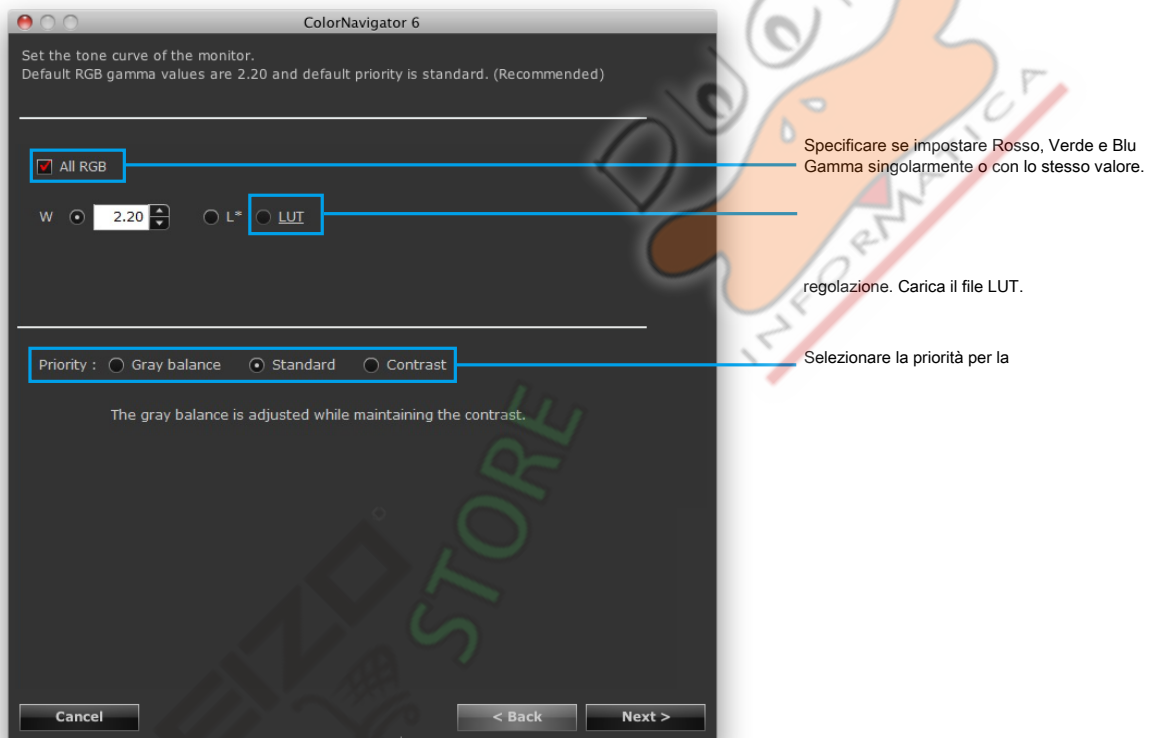 ColorNavigator 6
Set the tone curve of the monitor.
Default RGB gamma values are 2.20 and default priority is standard. (Recommended)
All RGB
Specificare se impostare Rosso, Verde e Blu
Gamma singolarmente o con lo stesso valore.
W 2.20 L* LUT
regolazione. Carica il file LUT.
Priority : Gray balance Standard Contrast
Selezionare la priorità per la
The gray balance is adjusted while maintaining the contrast.
EIZO
STORE
INFORMATICA
Cancel < Back Next >